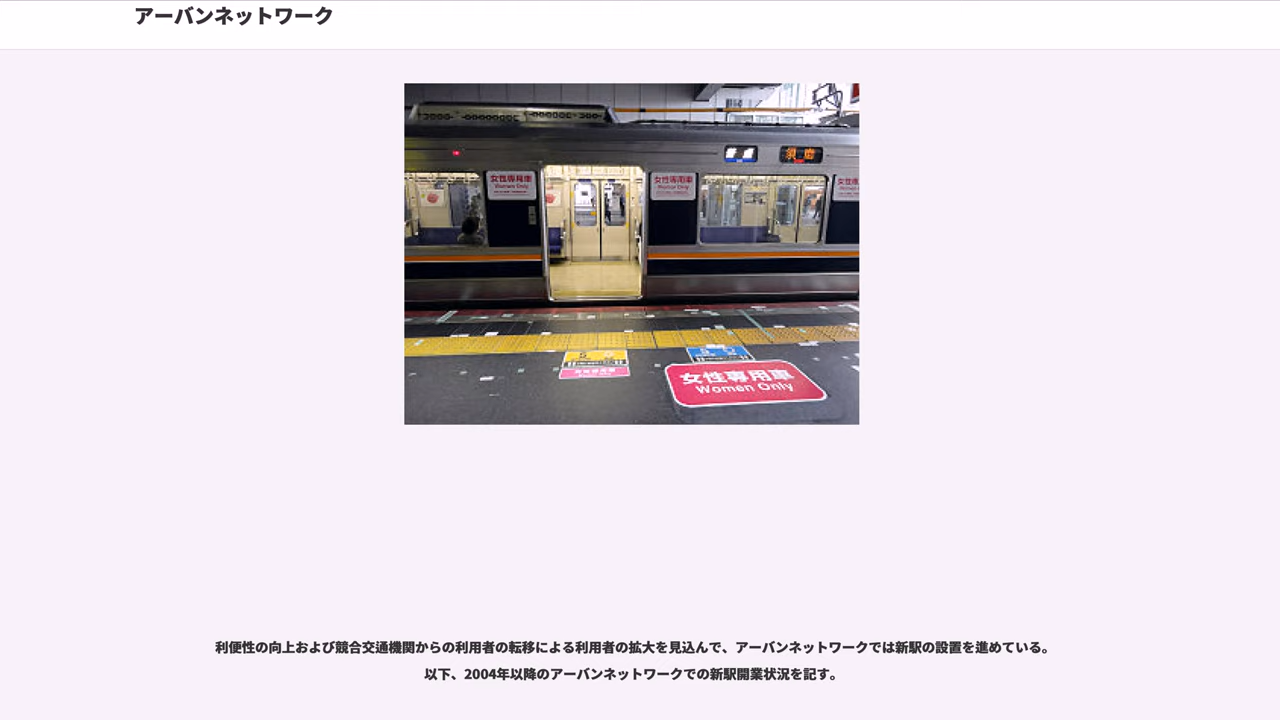 アーバンネットワーク
須磨
女性専用車
Women Only
女性専用車
Women Only
女性専用車
Women Only
利便性の向上および競合交通機関からの利用者の転移による利用者の拡大を見込んで、アーバンネットワークでは新駅の設置を進めている。
以下、2004年以降のアーバンネットワークでの新駅開業状況を記す。